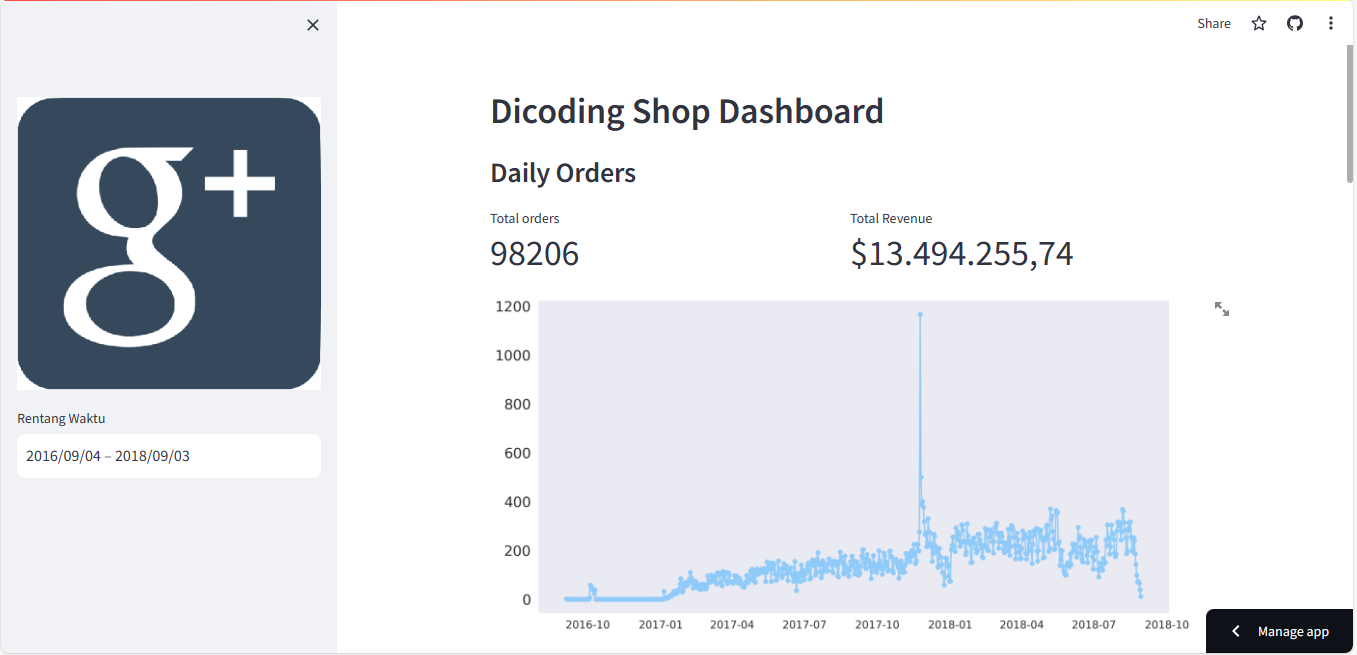 Share
g+
Rentang Waktu
2016/09/04 – 2018/09/03
Dicoding Shop Dashboard
Daily Orders
Total orders
98206
Total Revenue
$13.494.255,74
1200
1000
800
600
400
200
0
2016-10 2017-01 2017-04 2017-07 2017-10 2018-01 2018-04 2018-07 2018-10
Manage app